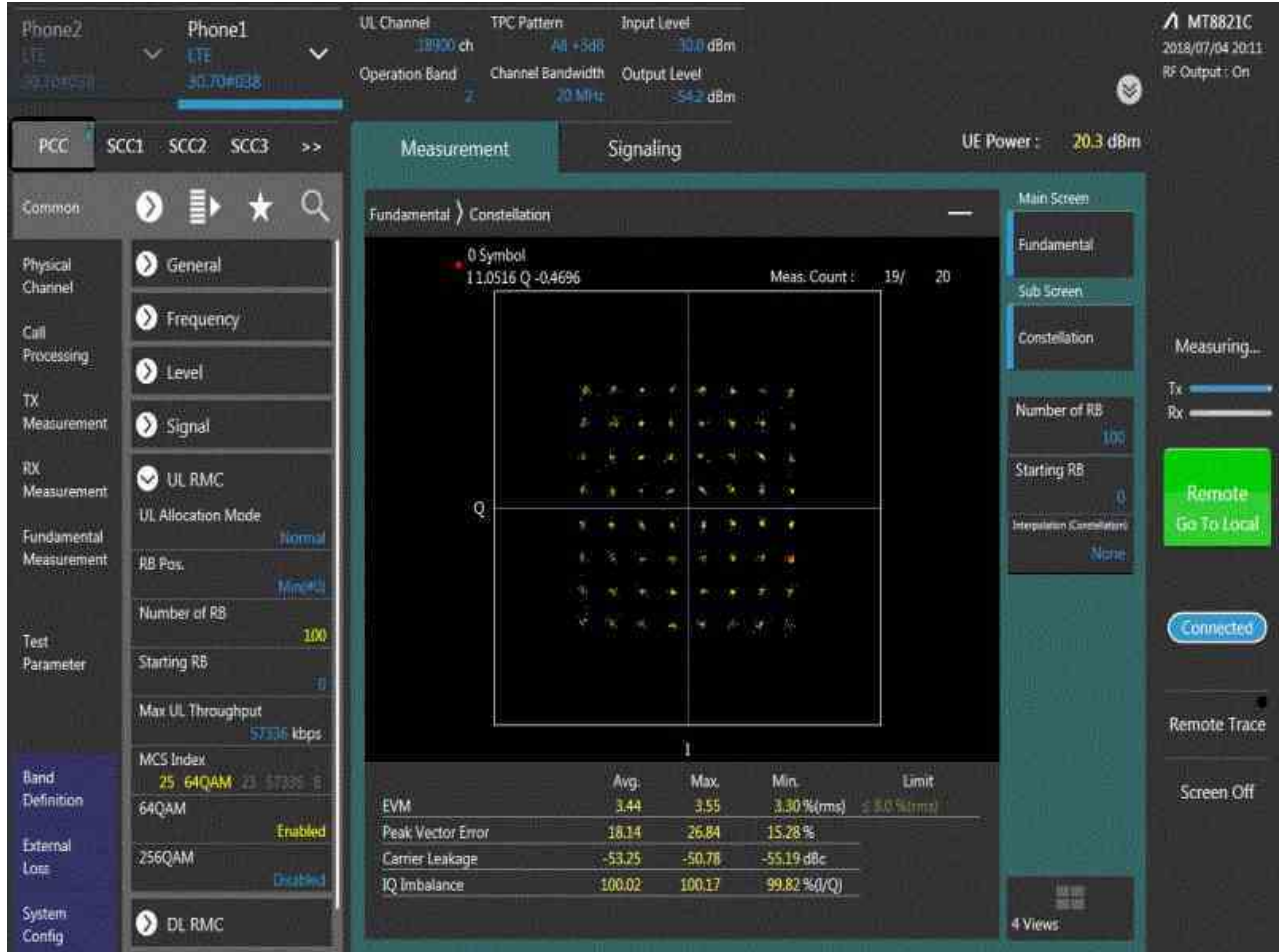 Phone2
LTE
Phone1
LTE
30.70#038
UL Channel
18900 ch
TPC Pattern
All +3dB
Input Level
30.0 dBm
Operation Band
2
Channel Bandwidth
20 MHz
Output Level
-54.2 dBm
MT8821C
2018/07/04 20:11
RF Output : On
PCC SCC1 SCC2 SCC3 >>
Measurement
Signaling
UE Power : 20.3 dBm
Common
Physical
Channel
Call
Processing
TX
Measurement
RX
Measurement
Fundamental
Measurement
Test
Parameter
Band
Definition
External
Loss
System
Config
General
Frequency
Level
Signal
UL RMC
UL Allocation Mode
Normal
RB Pos.
Min(#0)
Number of RB
100
Starting RB
0
Max UL Throughput
57336 kbps
MCS Index
25 64QAM 23 57336 6
64QAM
Enabled
256QAM
Disabled
DL RMC
Fundamental 〉 Constellation
0 Symbol
I 1.0516 Q -0.4696
Meas. Count : 19/ 20
Q
I
Avg. Max. Min. Limit
EVM 3.44 3.55 3.30 %(rms) ≤ 8.0 %(rms)
Peak Vector Error 18.14 26.84 15.28 %
Carrier Leakage -53.25 -50.78 -55.19 dBc
IQ Imbalance 100.02 100.17 99.82 %(I/Q)
Main Screen
Fundamental
Sub Screen
Constellation
Number of RB
100
Starting RB
0
Interpolation (Constellation)
None
4 Views
Measuring...
Tx
Rx
Remote
Go To Local
Connected
Remote Trace
Screen Off